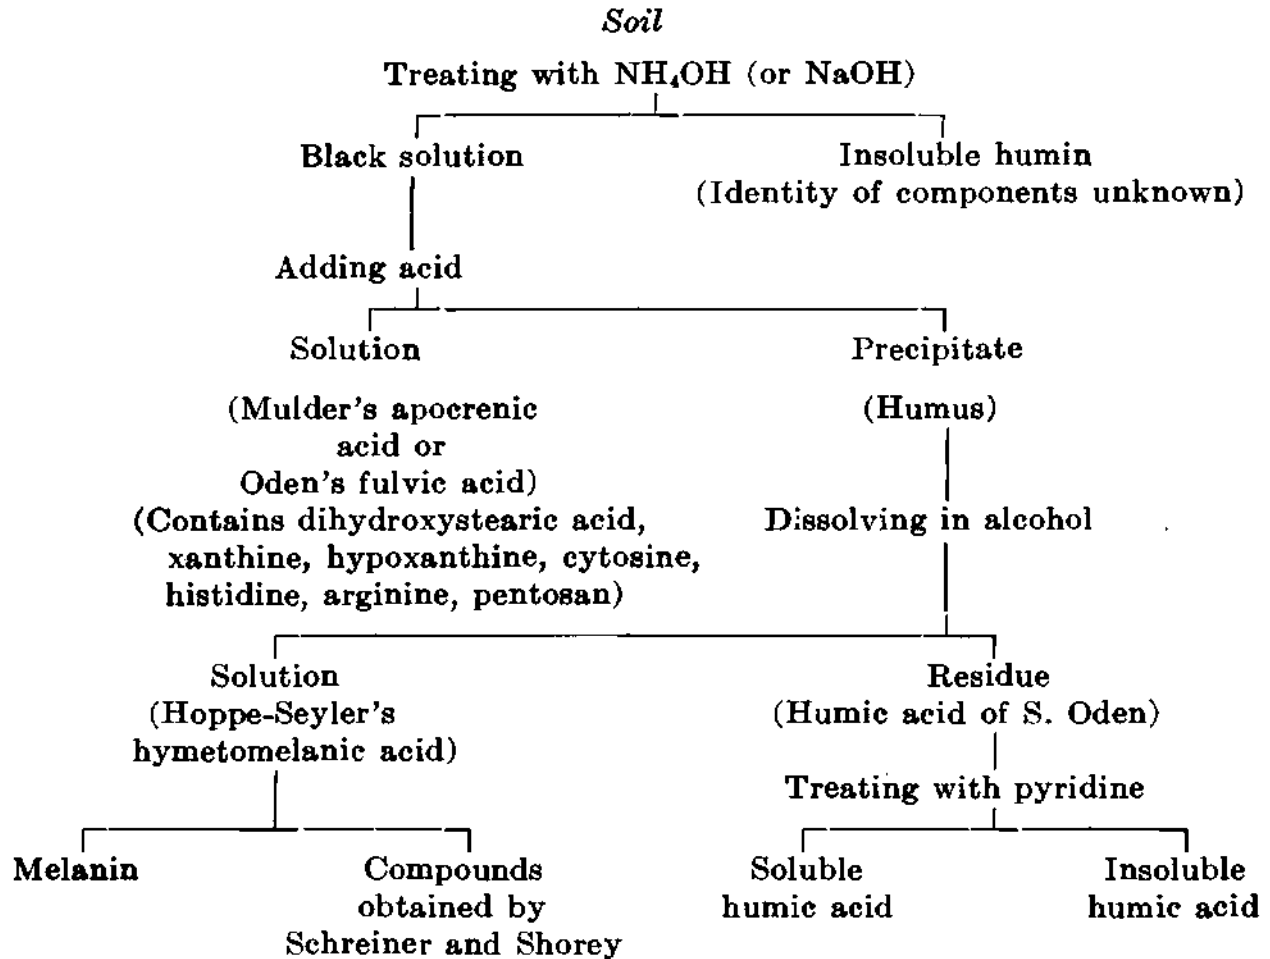 Soil
Treating with NH₄OH (or NaOH)
Black solution
Insoluble humin
(Identity of components unknown)
Adding acid
Solution
Precipitate
(Mulder's apocrenic
acid or
Oden's fulvic acid)
(Contains dihydroxystearic acid,
xanthine, hypoxanthine, cytosine,
histidine, arginine, pentosan)
(Humus)
Dissolving in alcohol
Solution
(Hoppe-Seyler's
hymetomelanic acid)
Residue
(Humic acid of S. Oden)
Treating with pyridine
Melanin
Compounds
obtained by
Schreiner and Shorey
Soluble
humic acid
Insoluble
humic acid